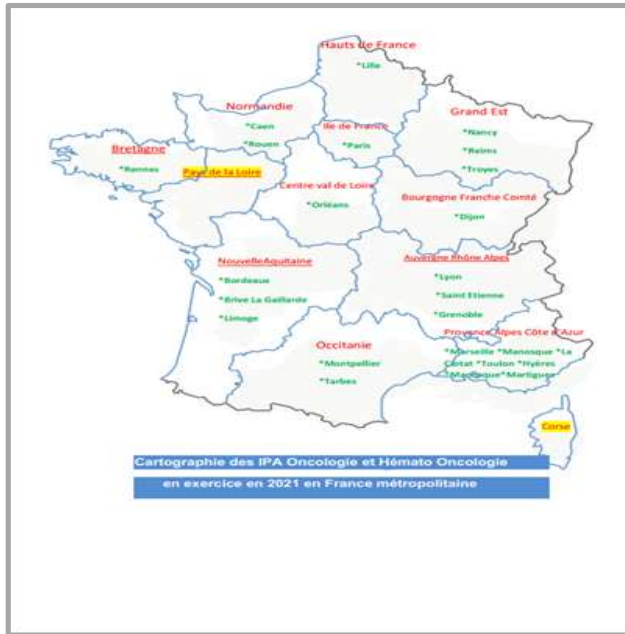 Hauts de France
*Lille
Normandie
*Caen
*Rouen
Ile de France
*Paris
Grand Est
*Nancy
*Reims
*Troyes
Bretagne
*Rennes
Pays de la Loire
Centre val de Loire
*Orléans
Bourgogne Franche Comté
*Dijon
NouvelleAquitaine
*Bordeaux
*Brive La Gaillarde
*Limoge
Auvergne Rhône Alpes
*Lyon
*Saint Etienne
*Grenoble
Occitanie
*Montpellier
*Tarbes
Provence Alpes Côte d'Azur
*Marseille *Manosque *La
Ciotat *Toulon *Hyères
*Manosque*Martigues
Corse
Cartographie des IPA Oncologie et Hémato Oncologie
en exercice en 2021 en France métropolitaine